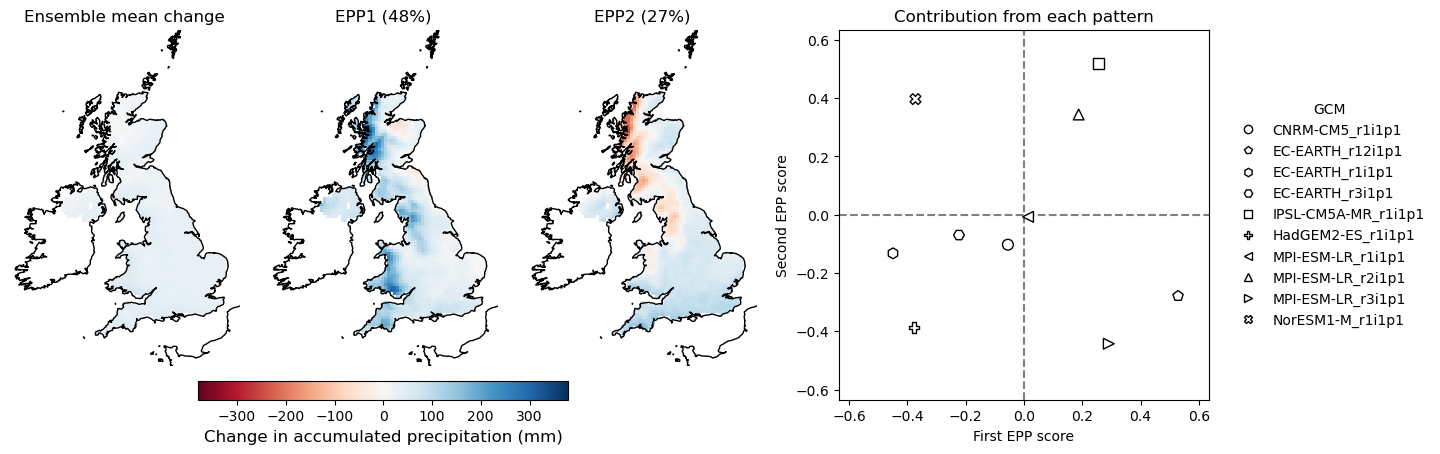 Ensemble mean change
EPP1 (48%)
EPP2 (27%)
−300 −200 −100 0 100 200 300
Change in accumulated precipitation (mm)
Contribution from each pattern
0.6
0.4
0.2
0.0
−0.2
−0.4
−0.6
Second EPP score
−0.6 −0.4 −0.2 0.0 0.2 0.4 0.6
First EPP score
GCM
CNRM-CM5_r1i1p1
EC-EARTH_r12i1p1
EC-EARTH_r1i1p1
EC-EARTH_r3i1p1
IPSL-CM5A-MR_r1i1p1
HadGEM2-ES_r1i1p1
MPI-ESM-LR_r1i1p1
MPI-ESM-LR_r2i1p1
MPI-ESM-LR_r3i1p1
NorESM1-M_r1i1p1